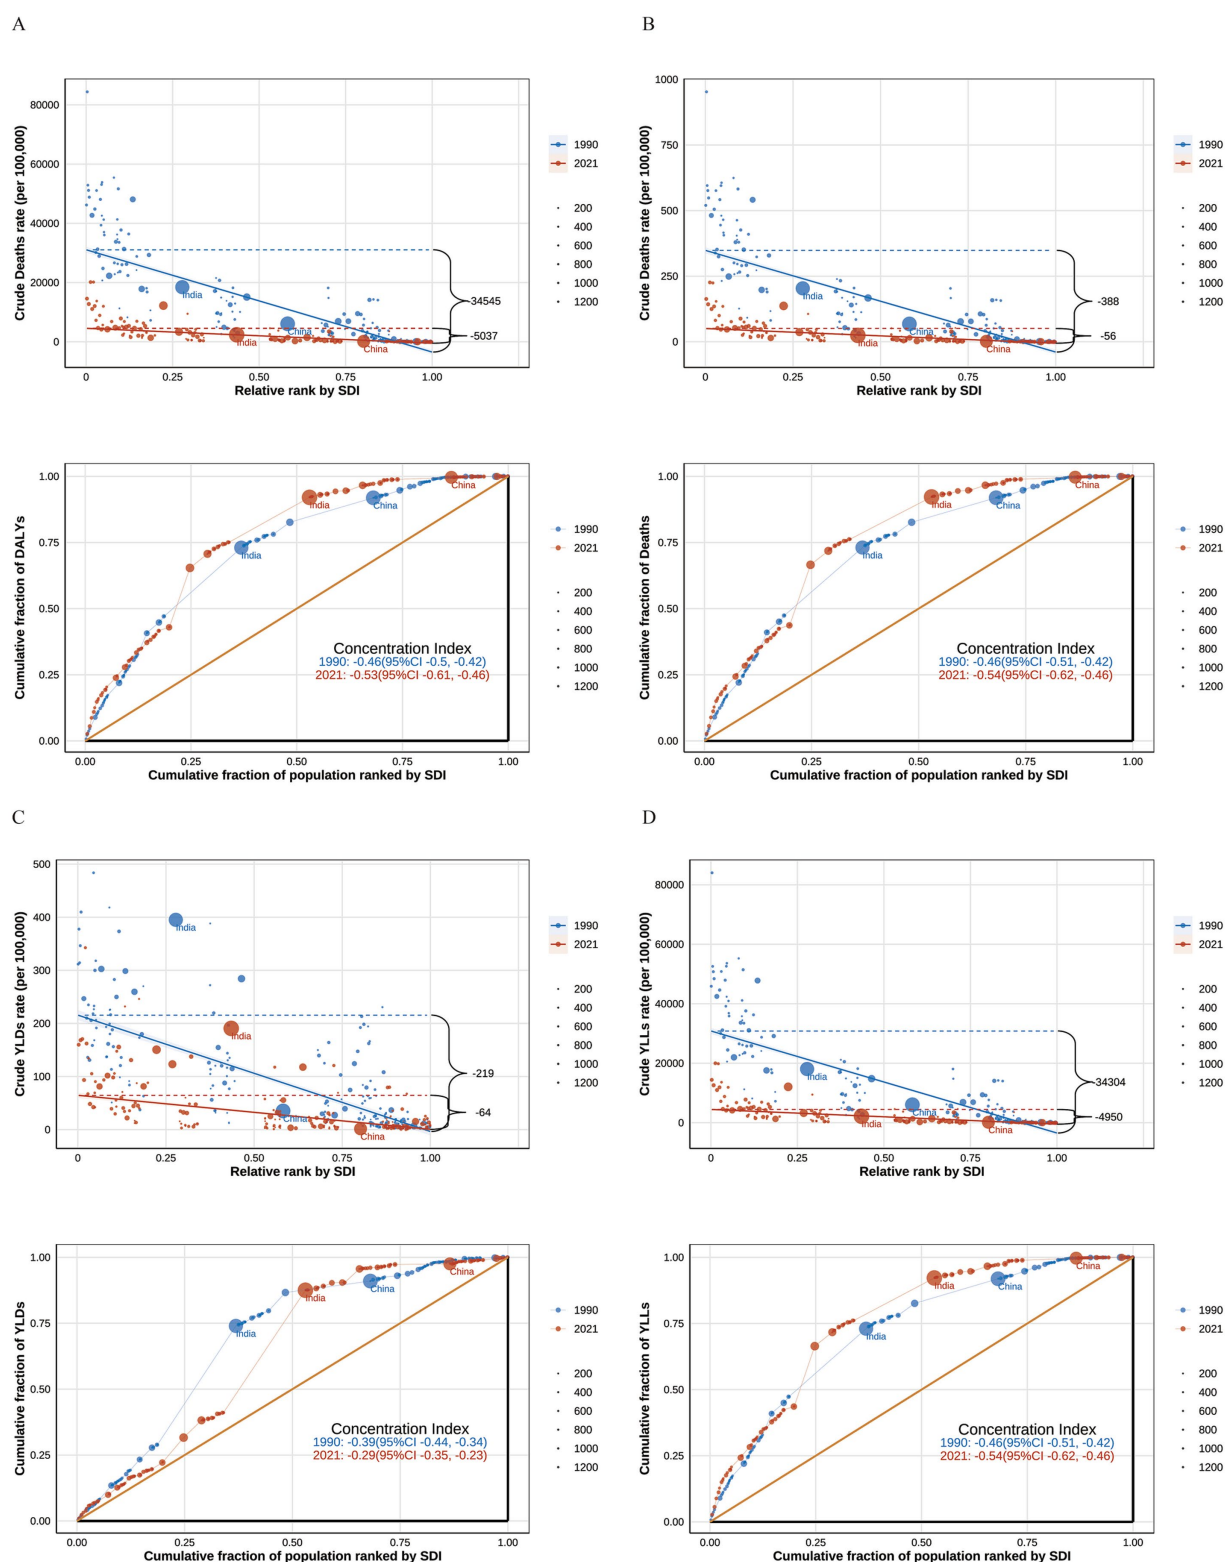 A
B
Crude Deaths rate (per 100,000)
80000
60000
40000
20000
0
0
0.25
0.50
0.75
1.00
Relative rank by SDI
India
China
India
China
34545
-5037
1990
2021
200
400
600
800
1000
1200
Crude Deaths rate (per 100,000)
1000
750
500
250
0
0
0.25
0.50
0.75
1.00
Relative rank by SDI
India
China
India
China
-388
-56
1990
2021
200
400
600
800
1000
1200
Cumulative fraction of DALYs
1.00
0.75
0.50
0.25
0.00
0.00
0.25
0.50
0.75
1.00
Cumulative fraction of population ranked by SDI
India
China
India
China
Concentration Index
1990: -0.46(95%CI -0.5, -0.42)
2021: -0.53(95%CI -0.61, -0.46)
1990
2021
200
400
600
800
1000
1200
Cumulative fraction of Deaths
1.00
0.75
0.50
0.25
0.00
0.00
0.25
0.50
0.75
1.00
Cumulative fraction of population ranked by SDI
India
China
India
China
Concentration Index
1990: -0.46(95%CI -0.51, -0.42)
2021: -0.54(95%CI -0.62, -0.46)
1990
2021
200
400
600
800
1000
1200
C
D
Crude YLDs rate (per 100,000)
500
400
300
200
100
0
0
0.25
0.50
0.75
1.00
Relative rank by SDI
India
India
China
China
-219
-64
1990
2021
200
400
600
800
1000
1200
Crude YLLs rate (per 100,000)
80000
60000
40000
20000
0
0
0.25
0.50
0.75
1.00
Relative rank by SDI
India
China
India
China
34304
-4950
1990
2021
200
400
600
800
1000
1200
Cumulative fraction of YLDs
1.00
0.75
0.50
0.25
0.00
0.00
0.25
0.50
0.75
1.00
Cumulative fraction of population ranked by SDI
India
China
India
China
Concentration Index
1990: -0.39(95%CI -0.44, -0.34)
2021: -0.29(95%CI -0.35, -0.23)
1990
2021
200
400
600
800
1000
1200
Cumulative fraction of YLLs
1.00
0.75
0.50
0.25
0.00
0.00
0.25
0.50
0.75
1.00
Cumulative fraction of population ranked by SDI
India
China
India
China
Concentration Index
1990: -0.46(95%CI -0.51, -0.42)
2021: -0.54(95%CI -0.62, -0.46)
1990
2021
200
400
600
800
1000
1200